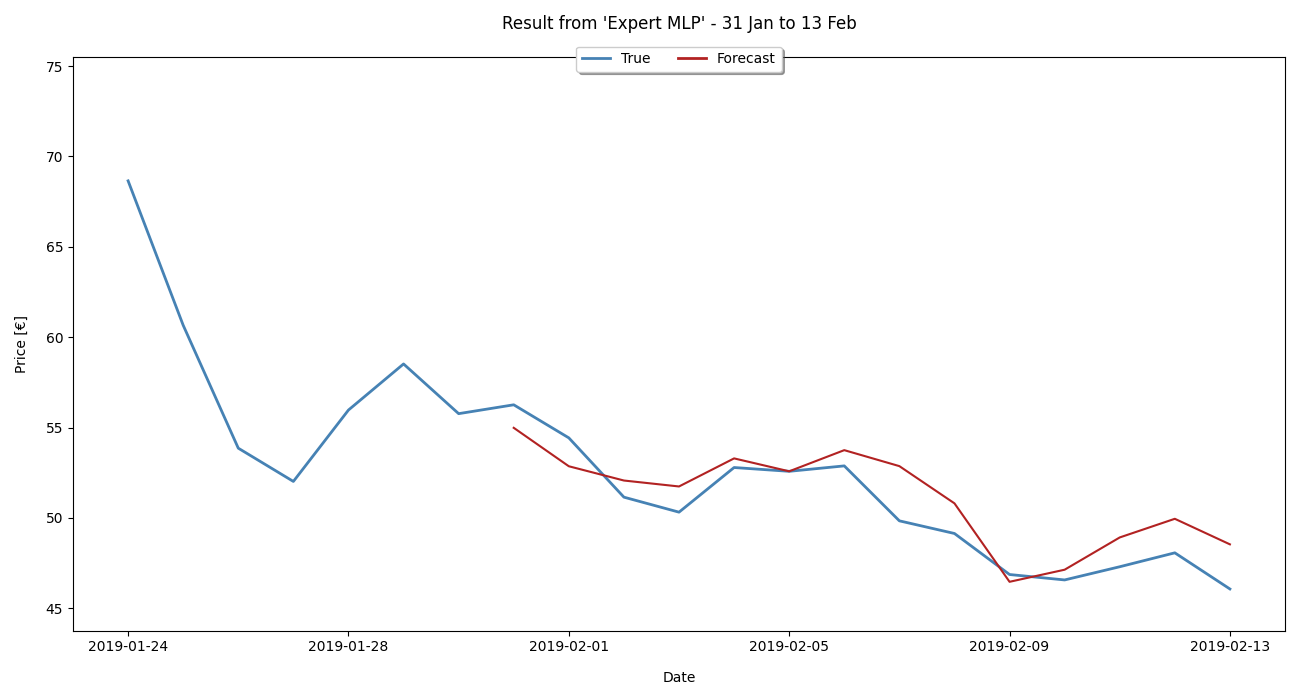 Result from 'Expert MLP' - 31 Jan to 13 Feb
True Forecast
75
70
65
60
55
50
45
Price [€]
2019-01-24 2019-01-28 2019-02-01 2019-02-05 2019-02-09 2019-02-13
Date